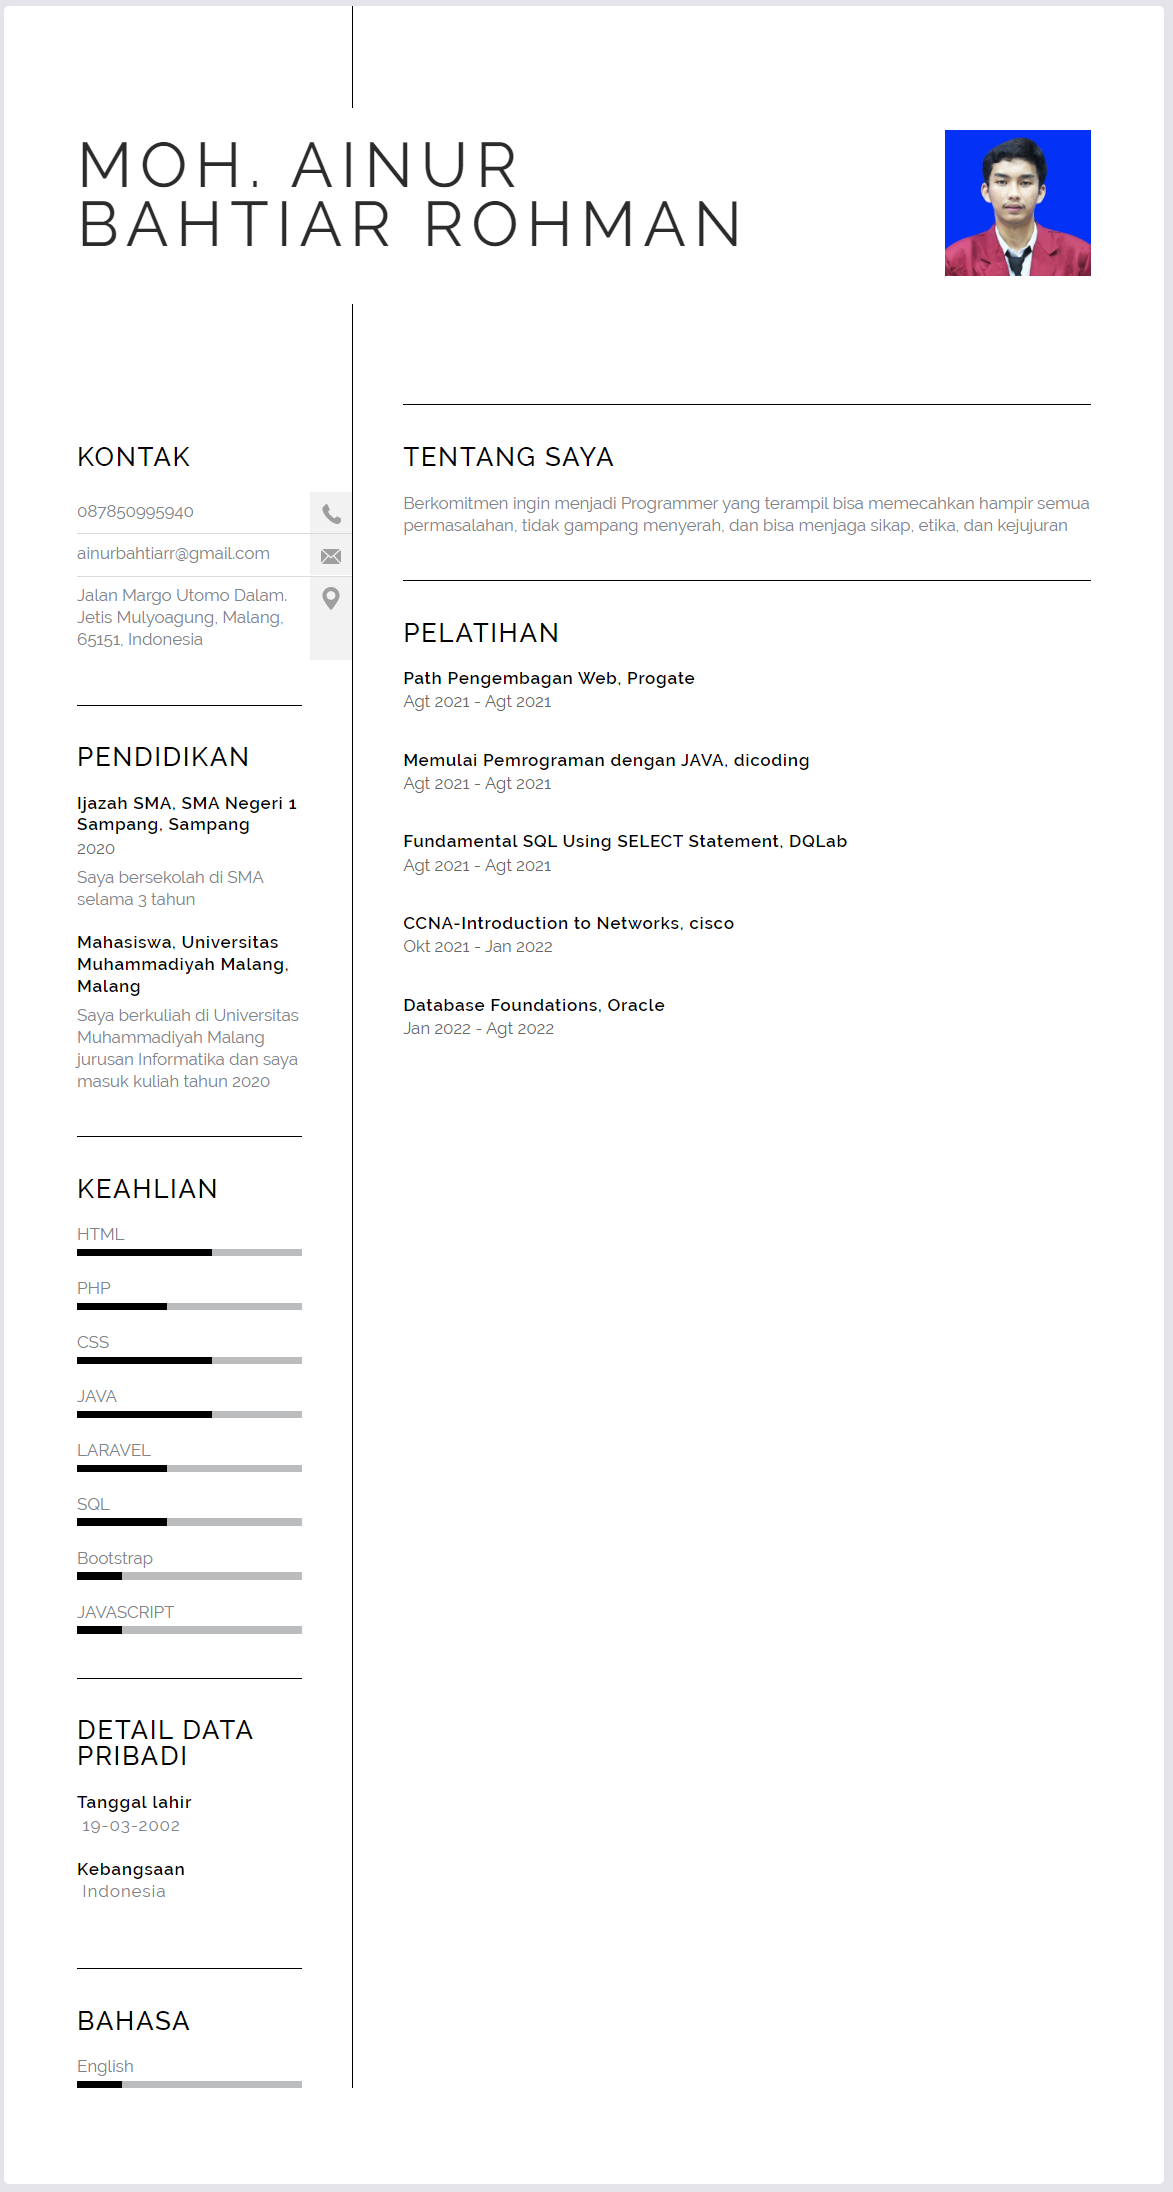 MOH. AINUR
BAHTIAR ROHMAN
KONTAK
087850995940
ainurbahtiarr@gmail.com
Jalan Margo Utomo Dalam.
Jetis Mulyoagung, Malang,
65151, Indonesia
PENDIDIKAN
Ijazah SMA, SMA Negeri 1
Sampang, Sampang
2020
Saya bersekolah di SMA
selama 3 tahun
Mahasiswa, Universitas
Muhammadiyah Malang,
Malang
Saya berkuliah di Universitas
Muhammadiyah Malang
jurusan Informatika dan saya
masuk kuliah tahun 2020
KEAHLIAN
HTML
PHP
CSS
JAVA
LARAVEL
SQL
Bootstrap
JAVASCRIPT
DETAIL DATA
PRIBADI
Tanggal lahir
19-03-2002
Kebangsaan
Indonesia
BAHASA
English
TENTANG SAYA
Berkomitmen ingin menjadi Programmer yang terampil bisa memecahkan hampir semua
permasalahan, tidak gampang menyerah, dan bisa menjaga sikap, etika, dan kejujuran
PELATIHAN
Path Pengembagan Web, Progate
Agt 2021 - Agt 2021
Memulai Pemrograman dengan JAVA, dicoding
Agt 2021 - Agt 2021
Fundamental SQL Using SELECT Statement, DQLab
Agt 2021 - Agt 2021
CCNA-Introduction to Networks, cisco
Okt 2021 - Jan 2022
Database Foundations, Oracle
Jan 2022 - Agt 2022